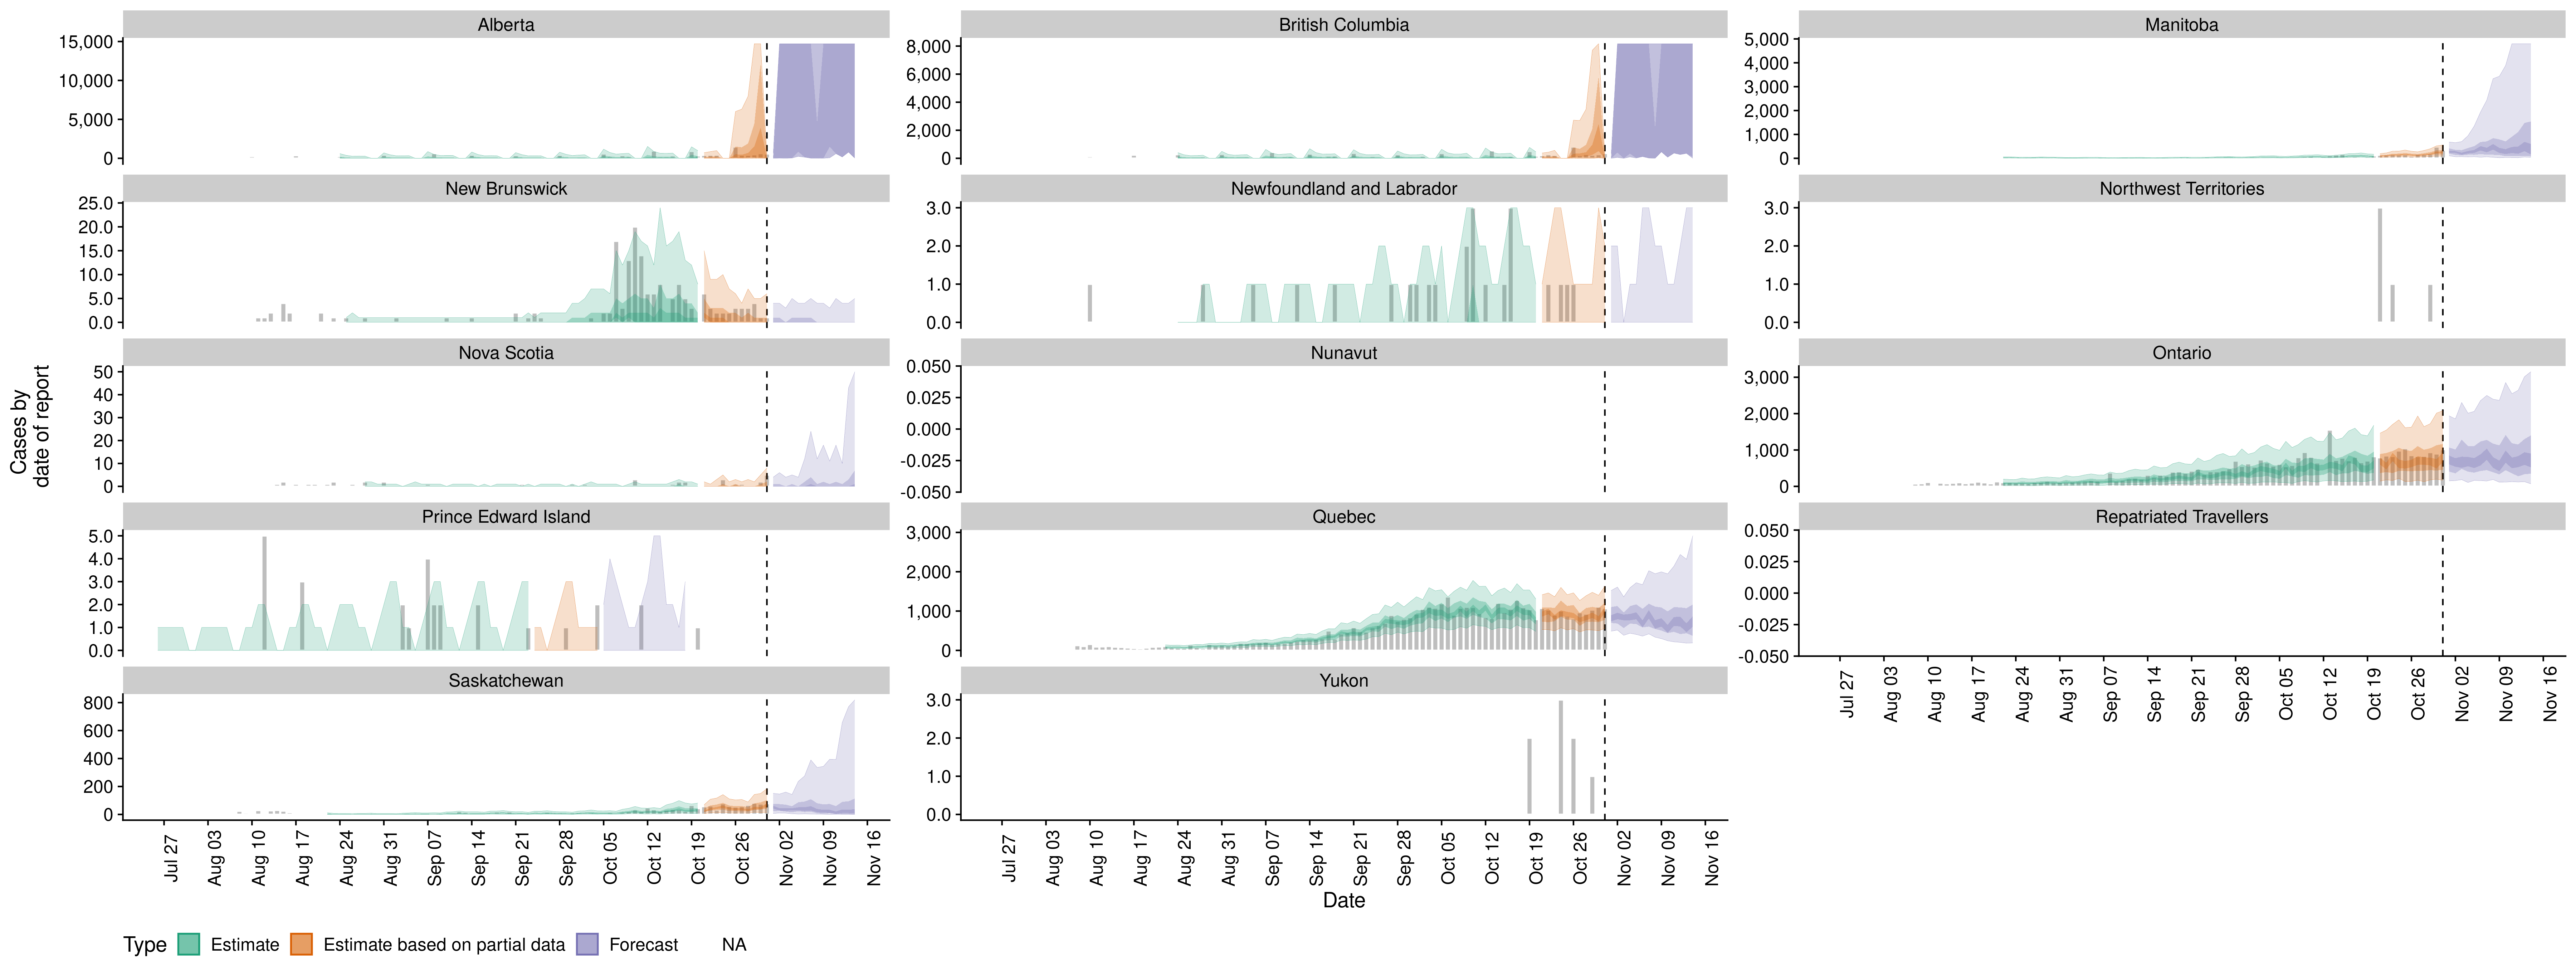 Alberta
British Columbia
Manitoba
15,000
10,000
5,000
0
8,000
6,000
4,000
2,000
0
5,000
4,000
3,000
2,000
1,000
0
New Brunswick
Newfoundland and Labrador
Northwest Territories
25.0
20.0
15.0
10.0
5.0
0.0
3.0
2.0
1.0
0.0
3.0
2.0
1.0
0.0
Nova Scotia
Nunavut
Ontario
50
40
30
20
10
0
0.050
0.025
0.000
-0.025
-0.050
3,000
2,000
1,000
0
Cases by
date of report
Prince Edward Island
Quebec
Repatriated Travellers
5.0
4.0
3.0
2.0
1.0
0.0
3,000
2,000
1,000
0
0.050
0.025
0.000
-0.025
-0.050
Jul 27
Aug 03
Aug 10
Aug 17
Aug 24
Aug 31
Sep 07
Sep 14
Sep 21
Sep 28
Oct 05
Oct 12
Oct 19
Oct 26
Nov 02
Nov 09
Nov 16
Saskatchewan
Yukon
800
600
400
200
0
3.0
2.0
1.0
0.0
Jul 27
Aug 03
Aug 10
Aug 17
Aug 24
Aug 31
Sep 07
Sep 14
Sep 21
Sep 28
Oct 05
Oct 12
Oct 19
Oct 26
Nov 02
Nov 09
Nov 16
Jul 27
Aug 03
Aug 10
Aug 17
Aug 24
Aug 31
Sep 07
Sep 14
Sep 21
Sep 28
Oct 05
Oct 12
Oct 19
Oct 26
Nov 02
Nov 09
Nov 16
Date
Type Estimate Estimate based on partial data Forecast NA